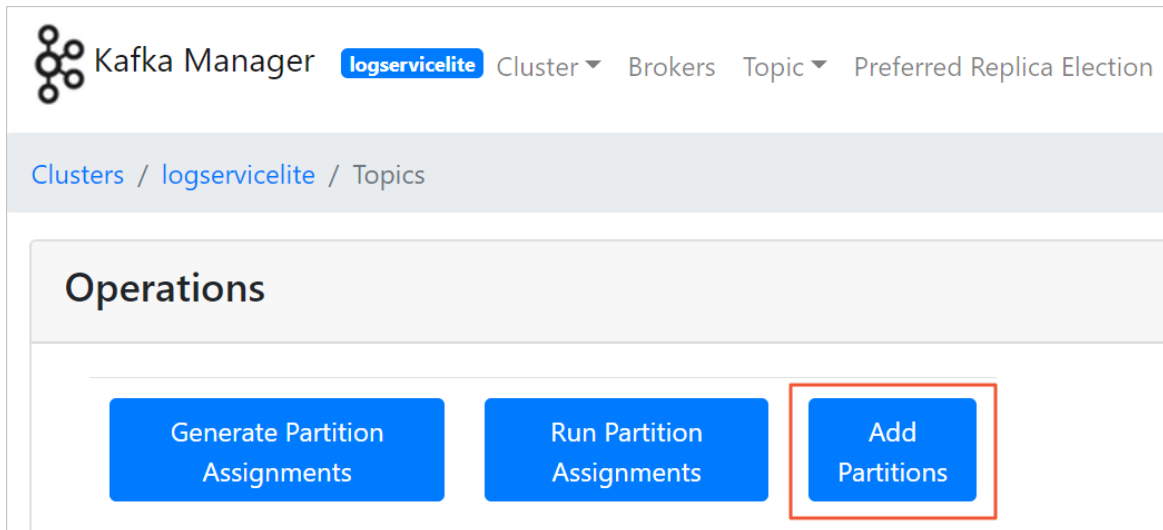 Kafka Manager logservicelite Cluster Brokers Topic Preferred Replica Election
Clusters / logservicelite / Topics
Operations
Generate Partition Assignments
Run Partition Assignments
Add Partitions